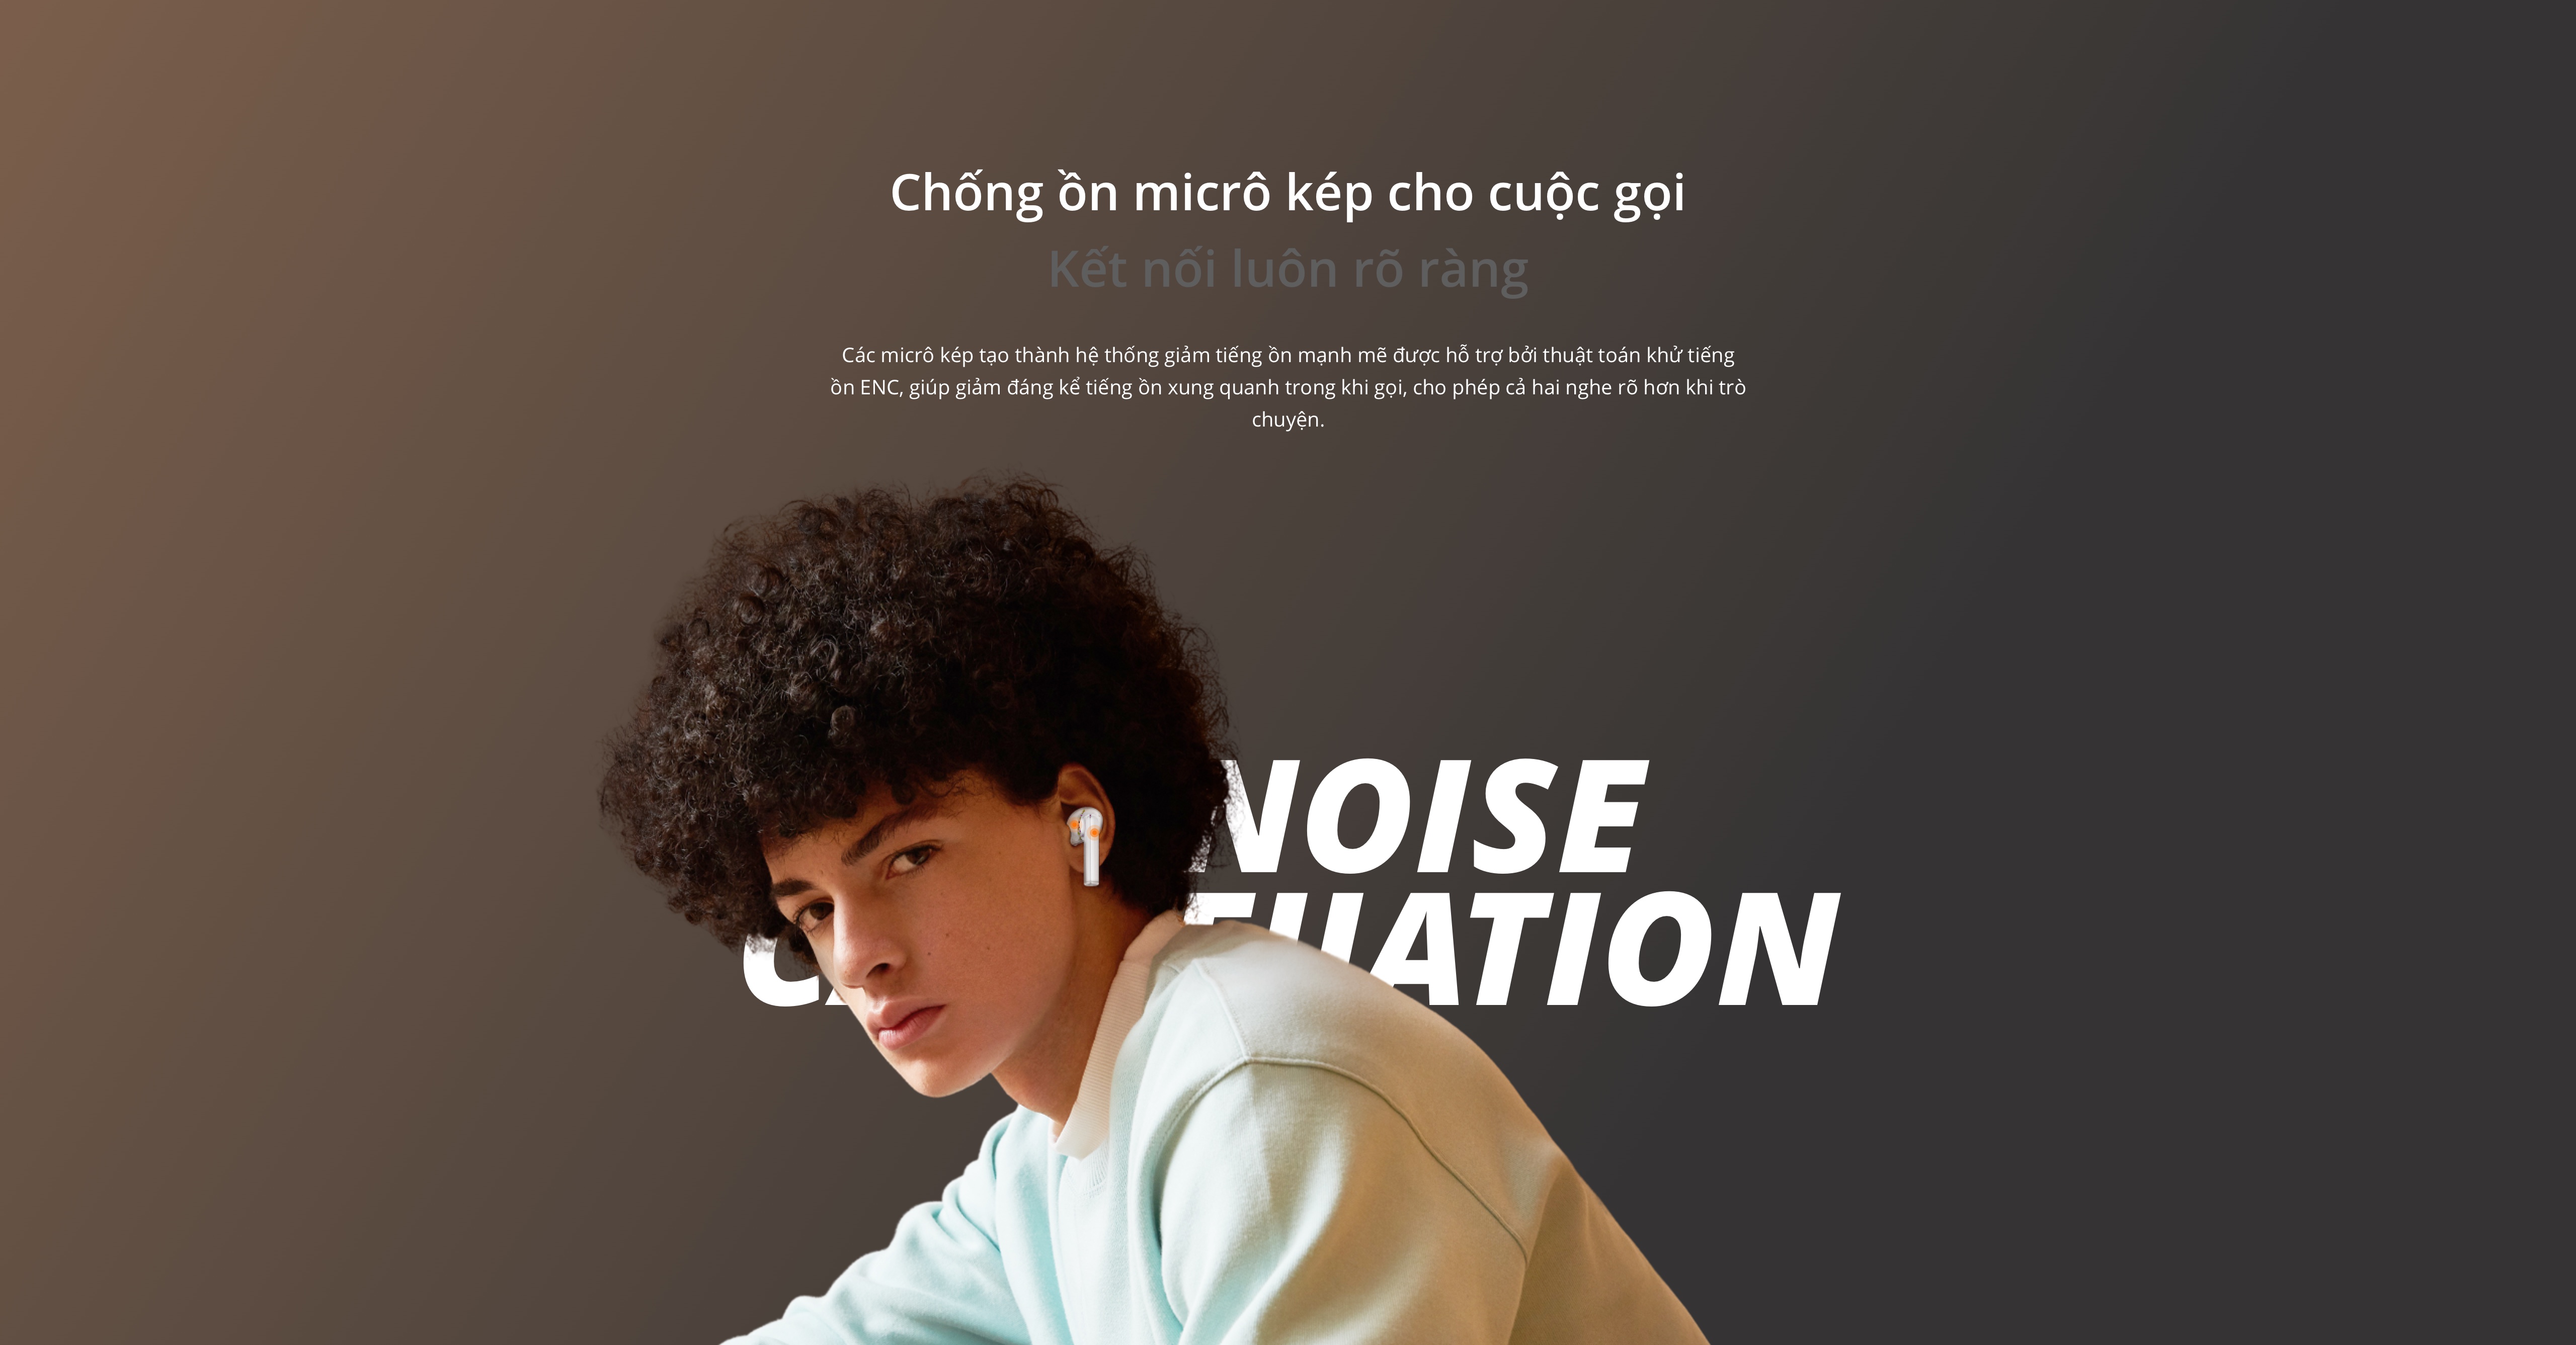 Chống ồn micrô kép cho cuộc gọi
Kết nối luôn rõ ràng
Các micrô kép tạo thành hệ thống giảm tiếng ồn mạnh mẽ được hỗ trợ bởi thuật toán khử tiếng
ồn ENC, giúp giảm đáng kể tiếng ồn xung quanh trong khi gọi, cho phép cả hai nghe rõ hơn khi trò
chuyện.
NOISE